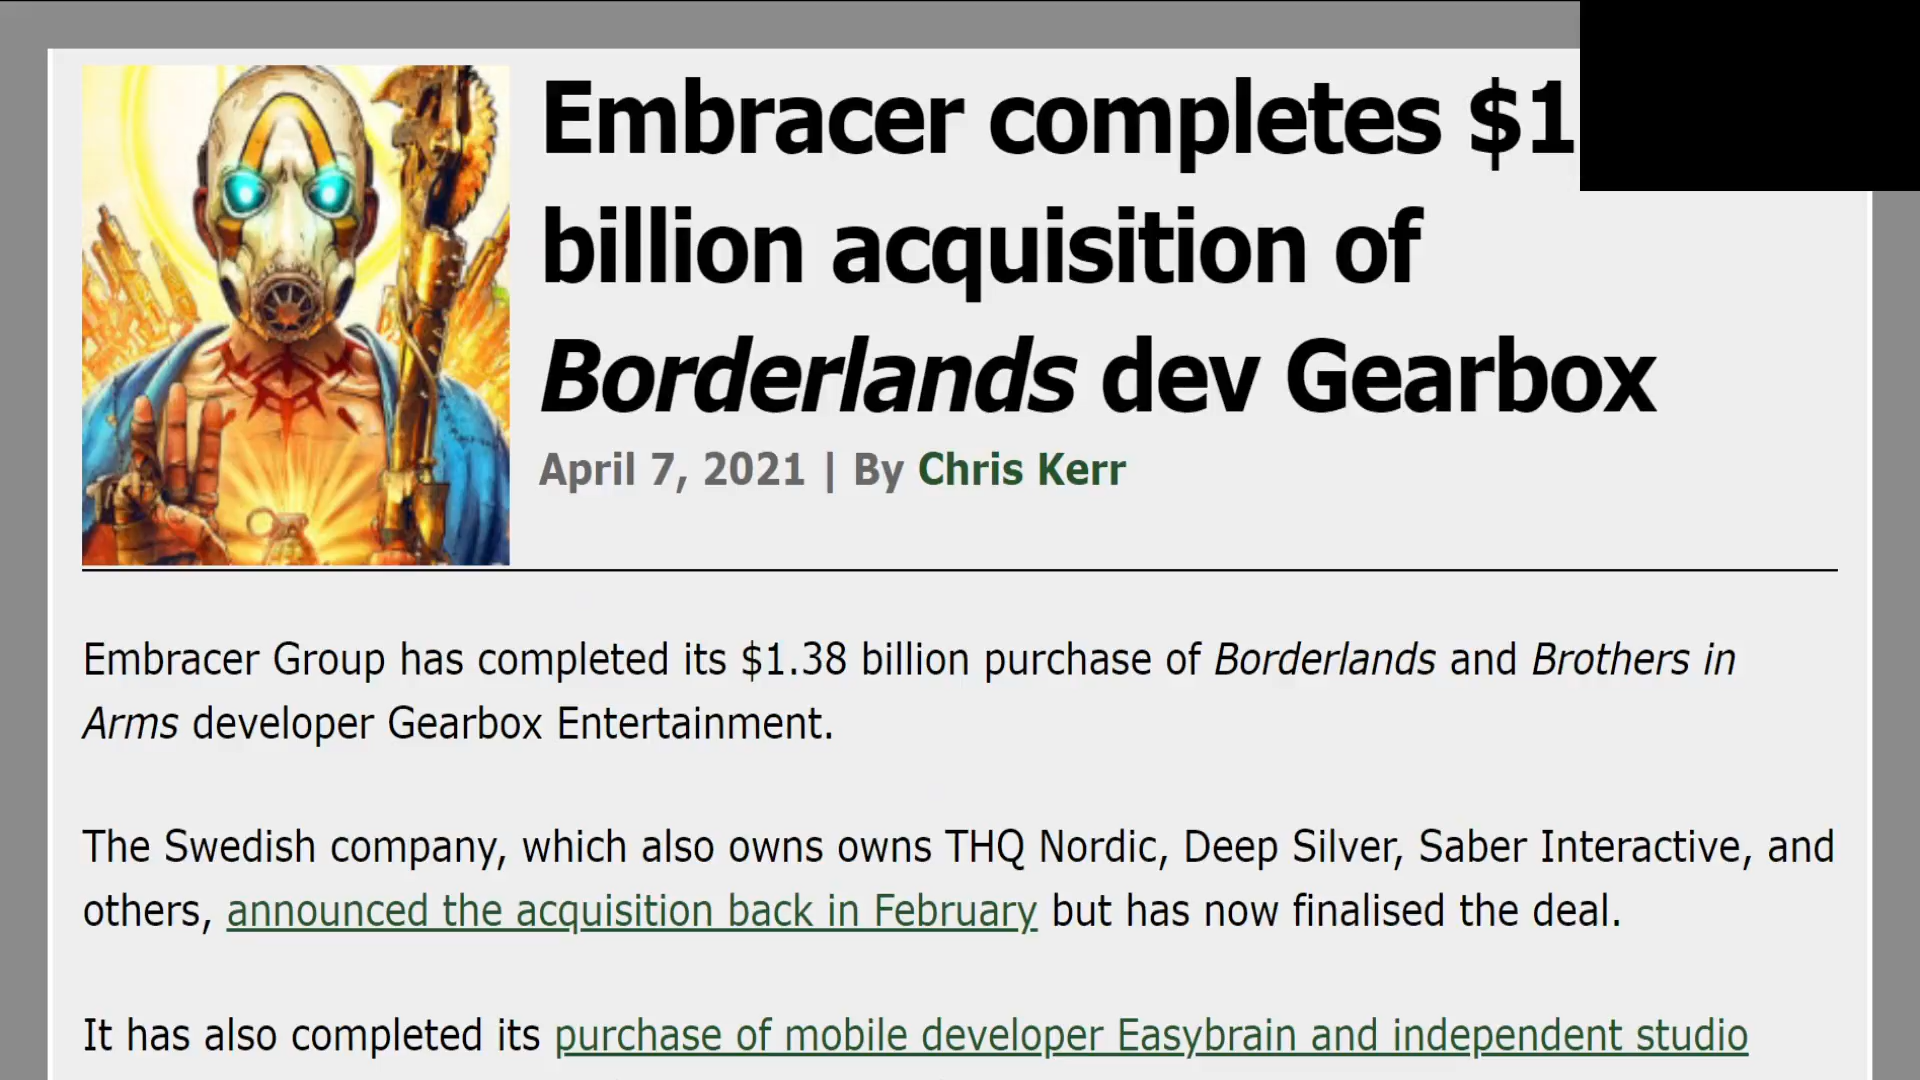 Embracer completes $1
billion acquisition of
Borderlands dev Gearbox
April 7, 2021 | By Chris Kerr
Embracer Group has completed its $1.38 billion purchase of Borderlands and Brothers in
Arms developer Gearbox Entertainment.
The Swedish company, which also owns owns THQ Nordic, Deep Silver, Saber Interactive, and
others, announced the acquisition back in February but has now finalised the deal.
It has also completed its purchase of mobile developer Easybrain and independent studio